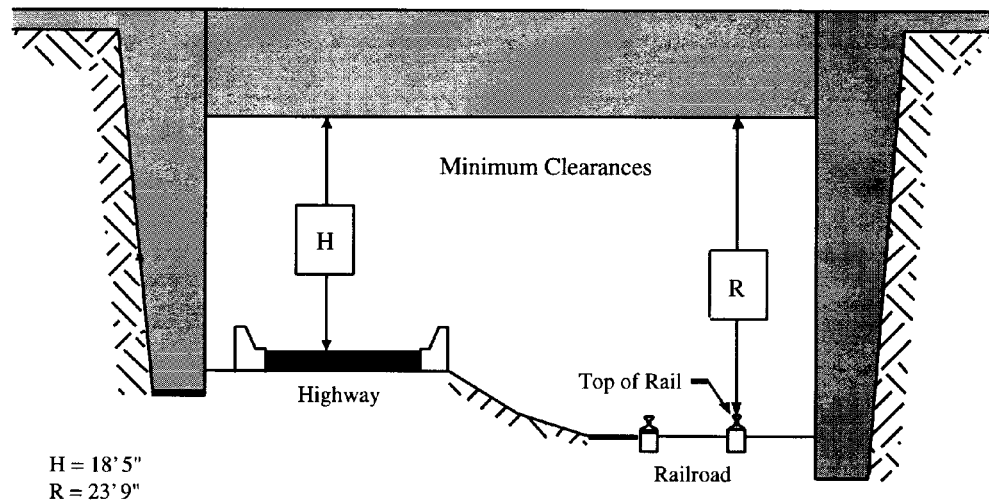 Minimum Clearances
H
R
Top of Rail
Highway
Railroad
H = 18' 5"
R = 23' 9"